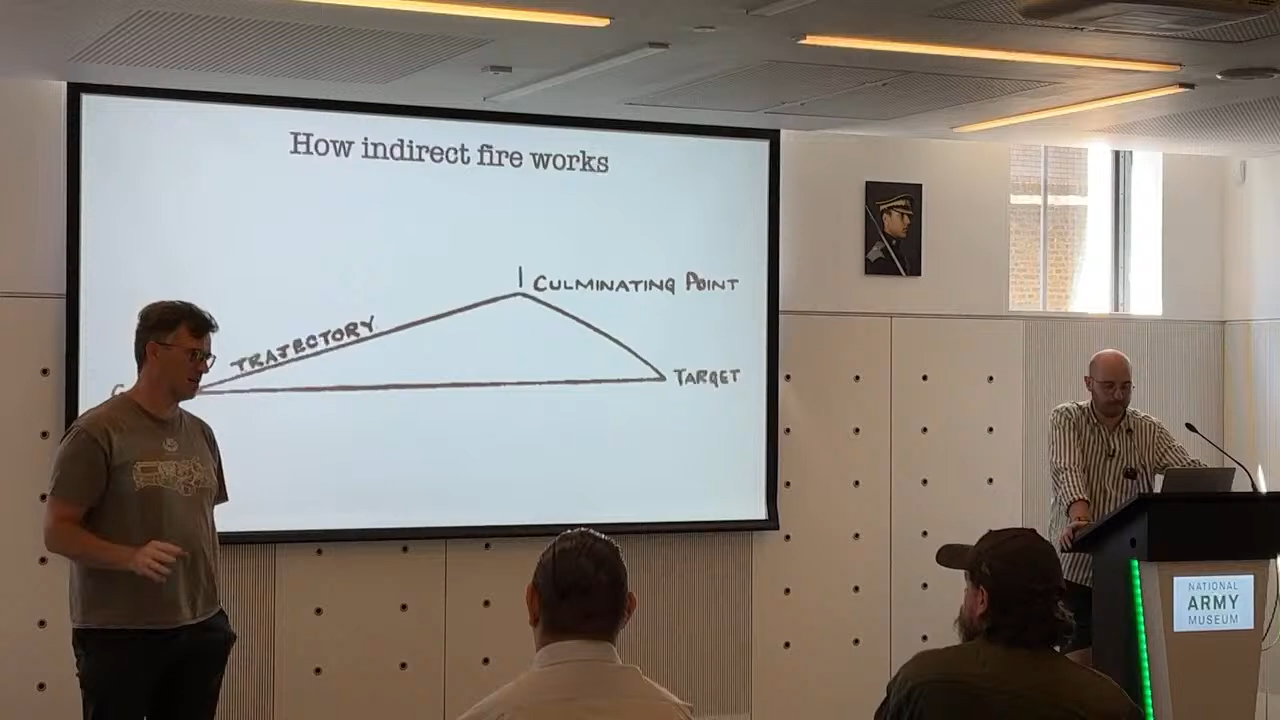 How indirect fire works
CULMINATING POINT
TRAJECTORY
TARGET
NATIONAL
ARMY
MUSEUM